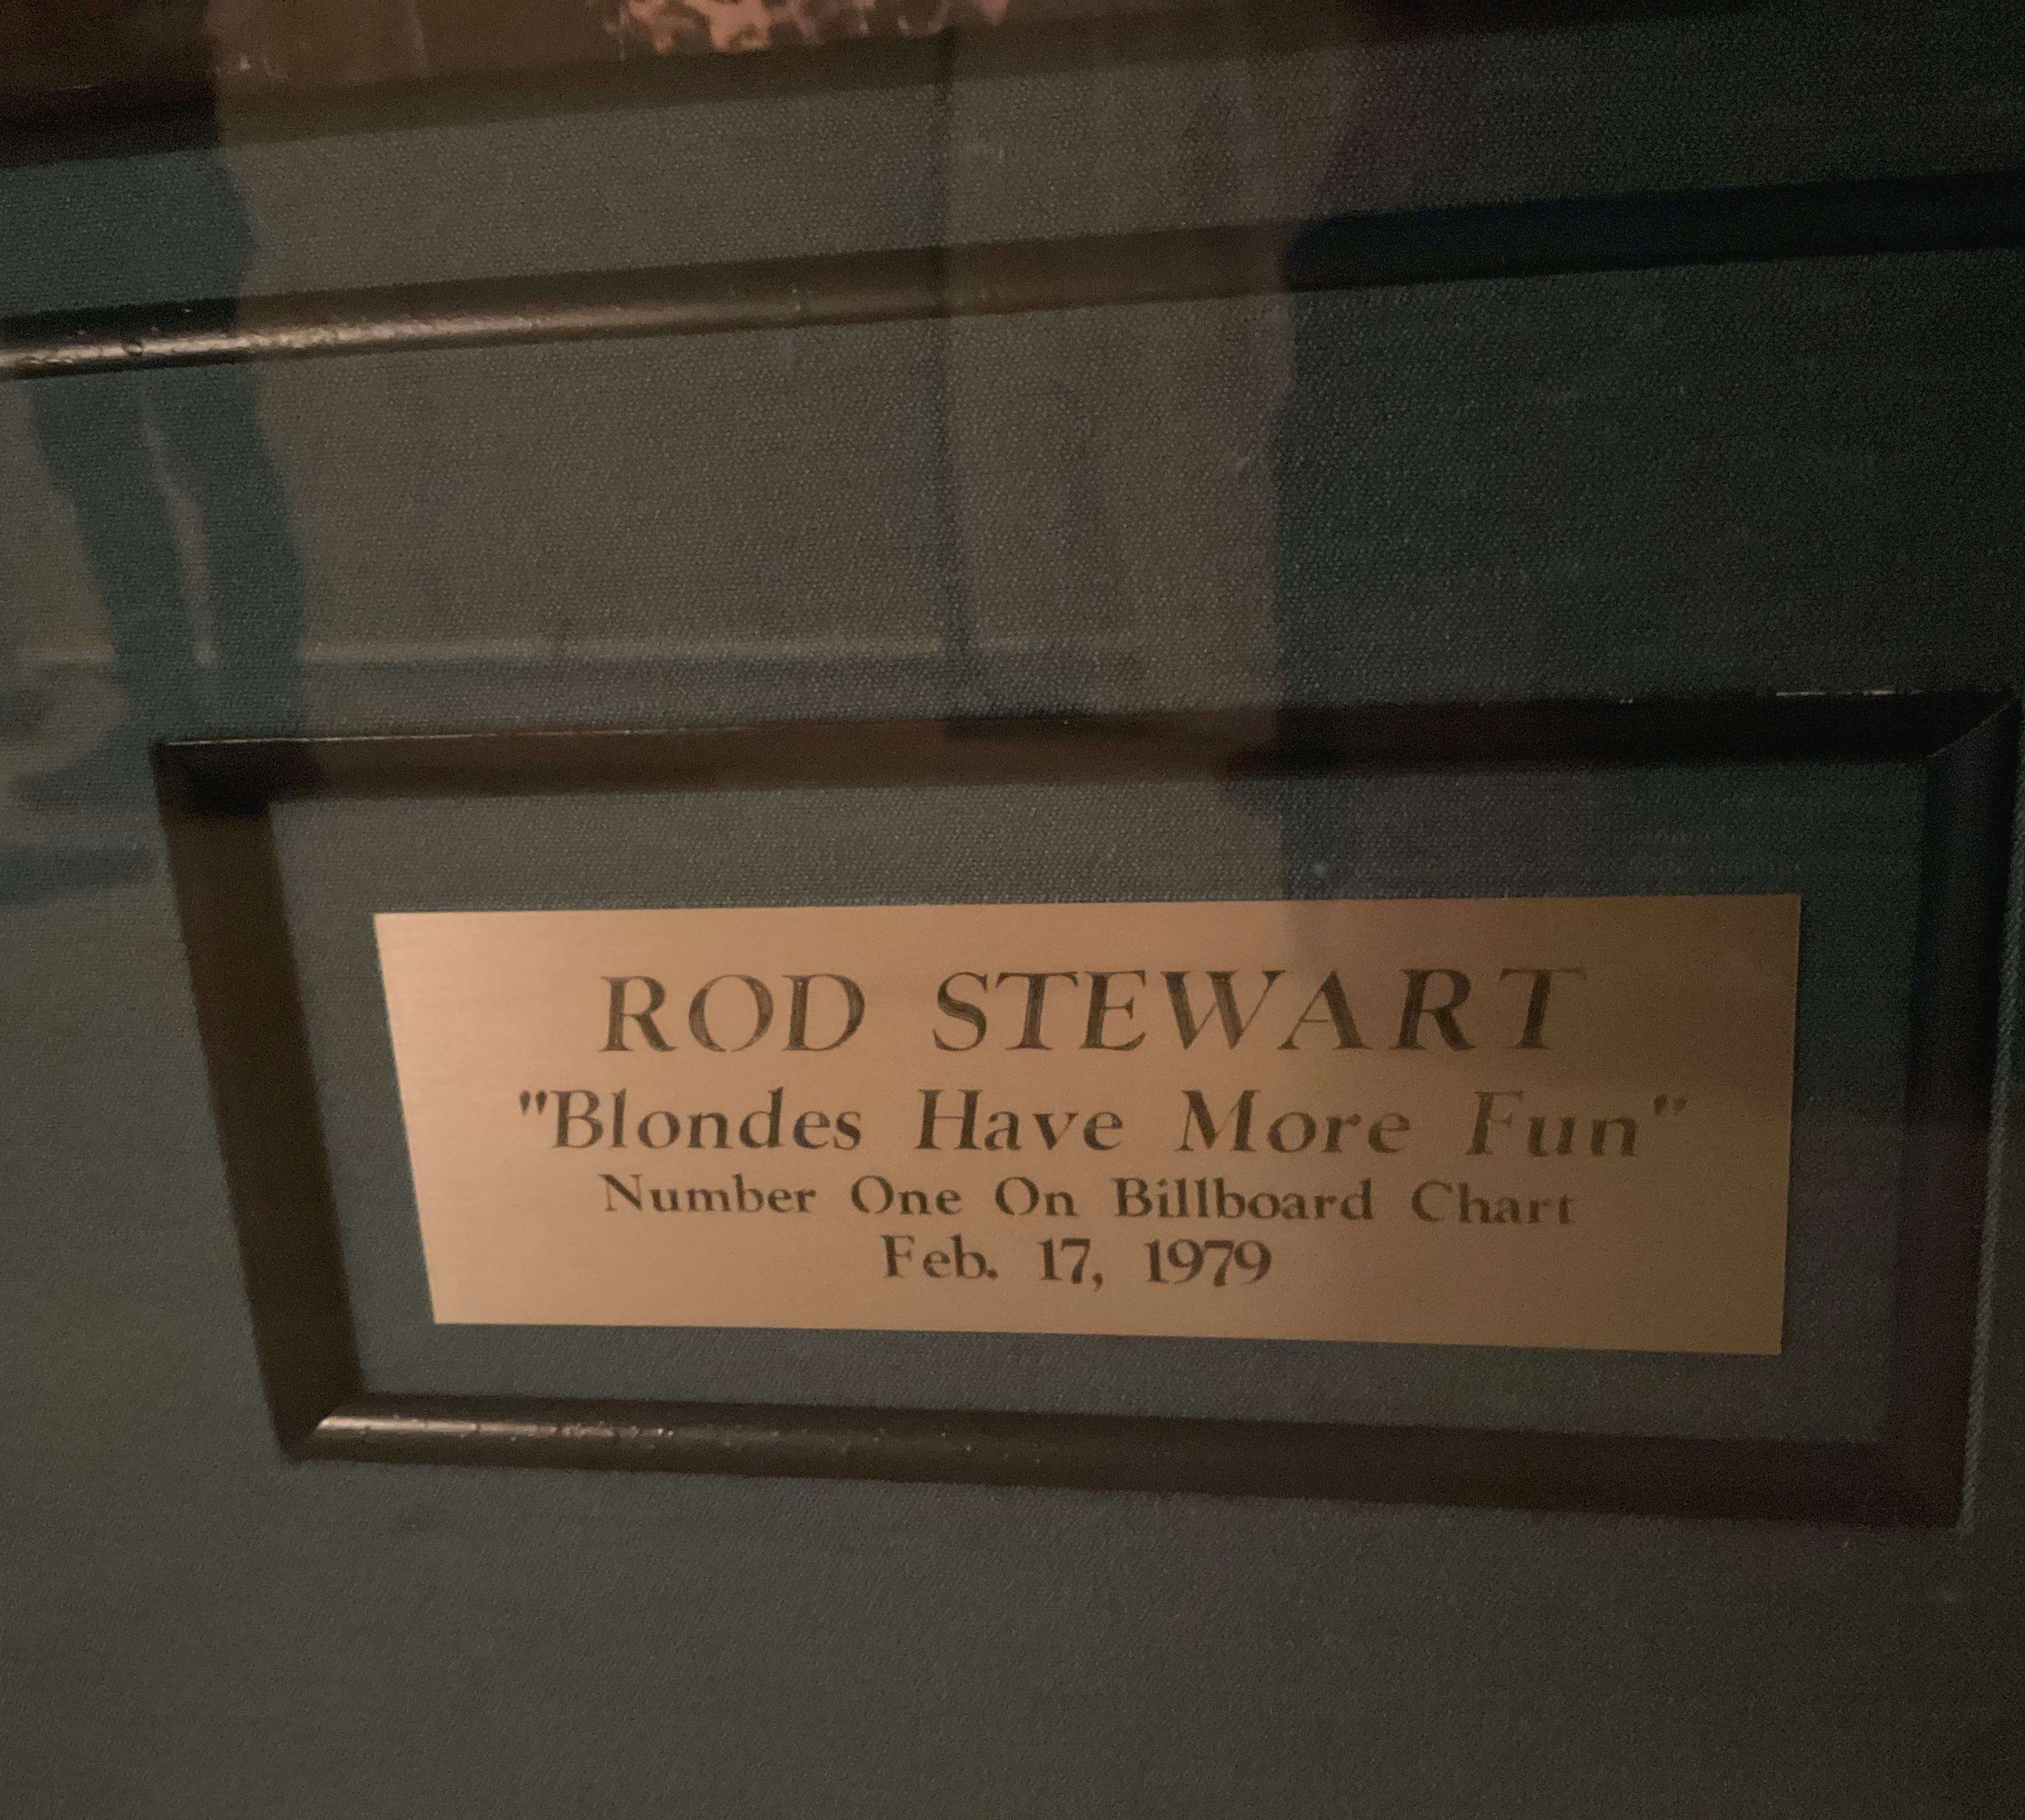 ROD STEWART
"Blondes Have More Fun"
Number One On Billboard Chart
Feb. 17, 1979